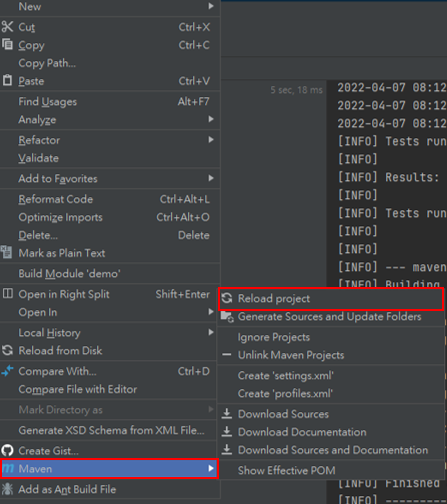 New
Cut Ctrl+X
Copy Ctrl+C
Copy Path...
Paste Ctrl+V
Find Usages Alt+F7
Analyze
Refactor
Validate
Add to Favorites
Reformat Code Ctrl+Alt+L
Optimize Imports Ctrl+Alt+O
Delete... Delete
Mark as Plain Text
Build Module 'demo'
Open in Right Split Shift+Enter
Open In
Local History
Reload from Disk
Compare With... Ctrl+D
Compare File with Editor
Mark Directory as
Generate XSD Schema from XML File...
Create Gist...
Maven
Add as Ant Build File
Reload project
Generate Sources and Update Folders
Ignore Projects
Unlink Maven Projects
Create 'settings.xml'
Create 'profiles.xml'
Download Sources
Download Documentation
Download Sources and Documentation
Show Effective POM
5 sec, 18 ms
2022-04-07 08:12
2022-04-07 08:12
2022-04-07 08:12
[INFO] Tests run
[INFO]
[INFO] Results:
[INFO]
[INFO] Tests run
[INFO]
[INFO]
[INFO] --- maven
[INFO] Building
[INFO] Finished
[INFO] --------